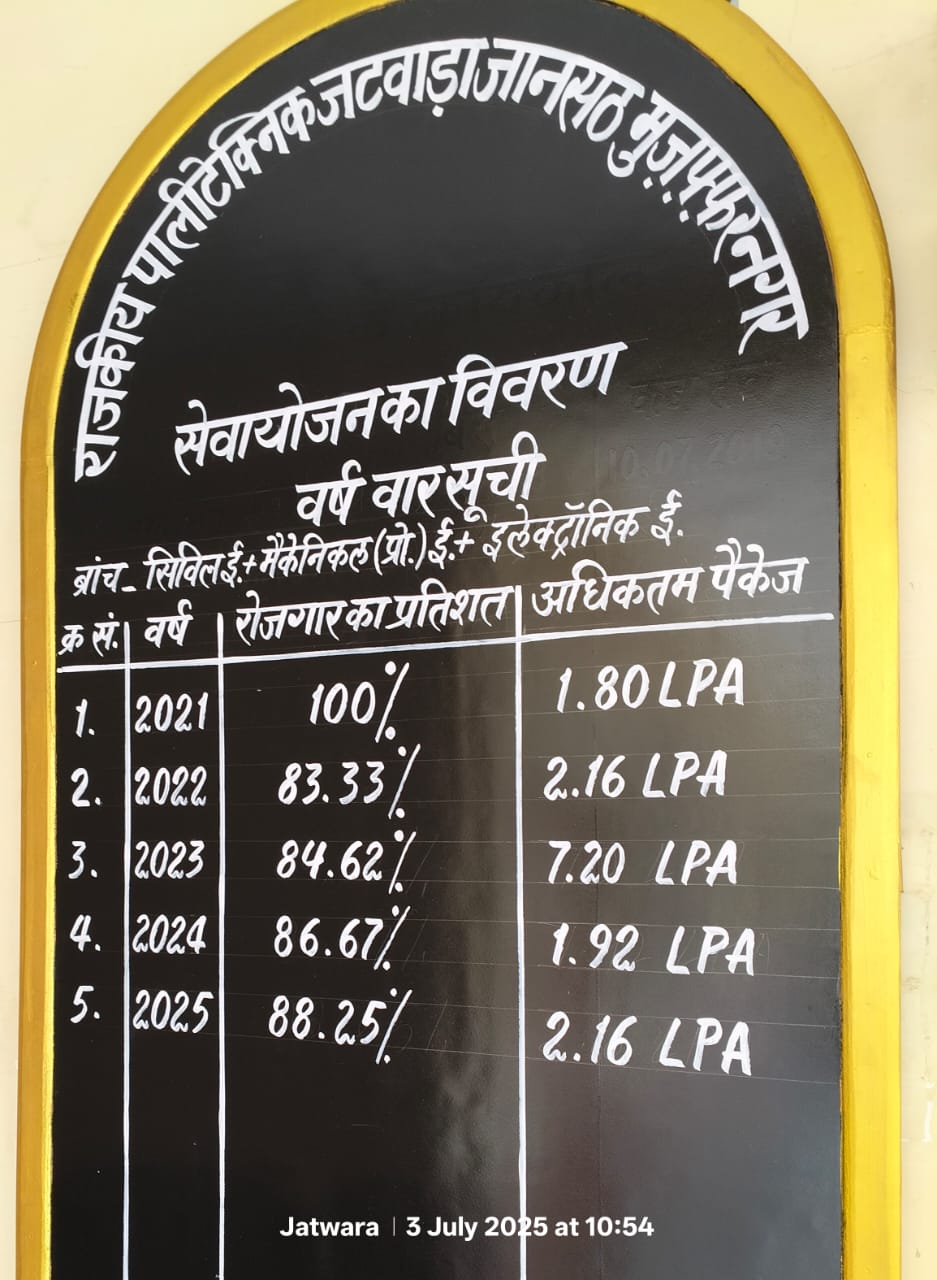 राजकीय पालीटेक्निक जटवाड़ा जानसठ मुज़फ़्फ़रनगर
सेवायोजन का विवरण
वर्ष वार सूची
ब्रांच - सिविल ई.+ मैकेनिकल (प्रो.) ई.+ इलेक्ट्रॉनिक ई.
क्र सं. वर्ष रोजगार का प्रतिशत अधिकतम पैकेज
1. 2021 100% 1.80 LPA
2. 2022 83.33% 2.16 LPA
3. 2023 84.62% 7.20 LPA
4. 2024 86.67% 1.92 LPA
5. 2025 88.25% 2.16 LPA
Jatwara | 3 July 2025 at 10:54